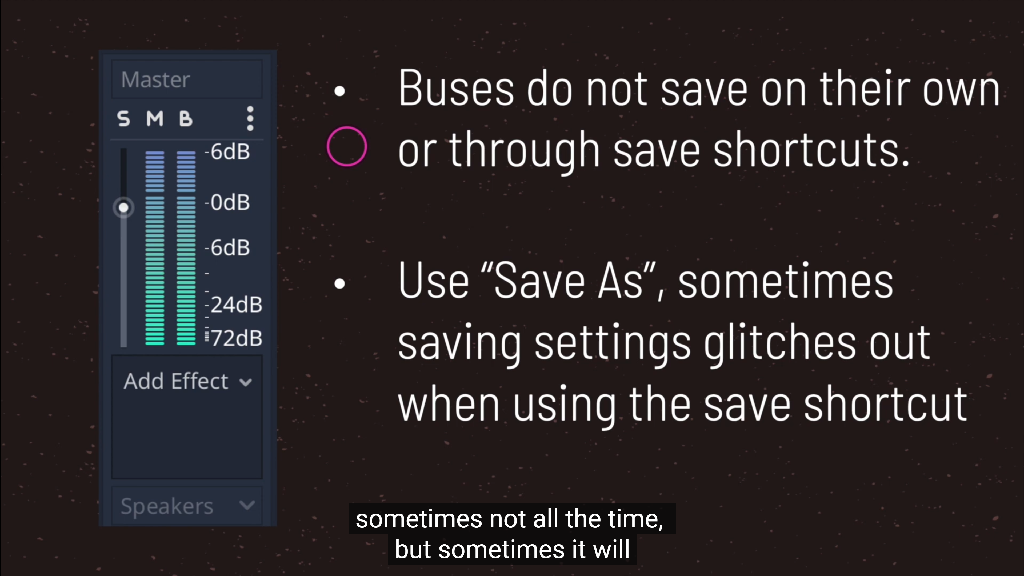 Master
S M B
-6dB
-0dB
-6dB
-24dB
72dB
Add Effect
Speakers
• Buses do not save on their own
or through save shortcuts.
• Use “Save As”, sometimes
saving settings glitches out
when using the save shortcut
sometimes not all the time,
but sometimes it will